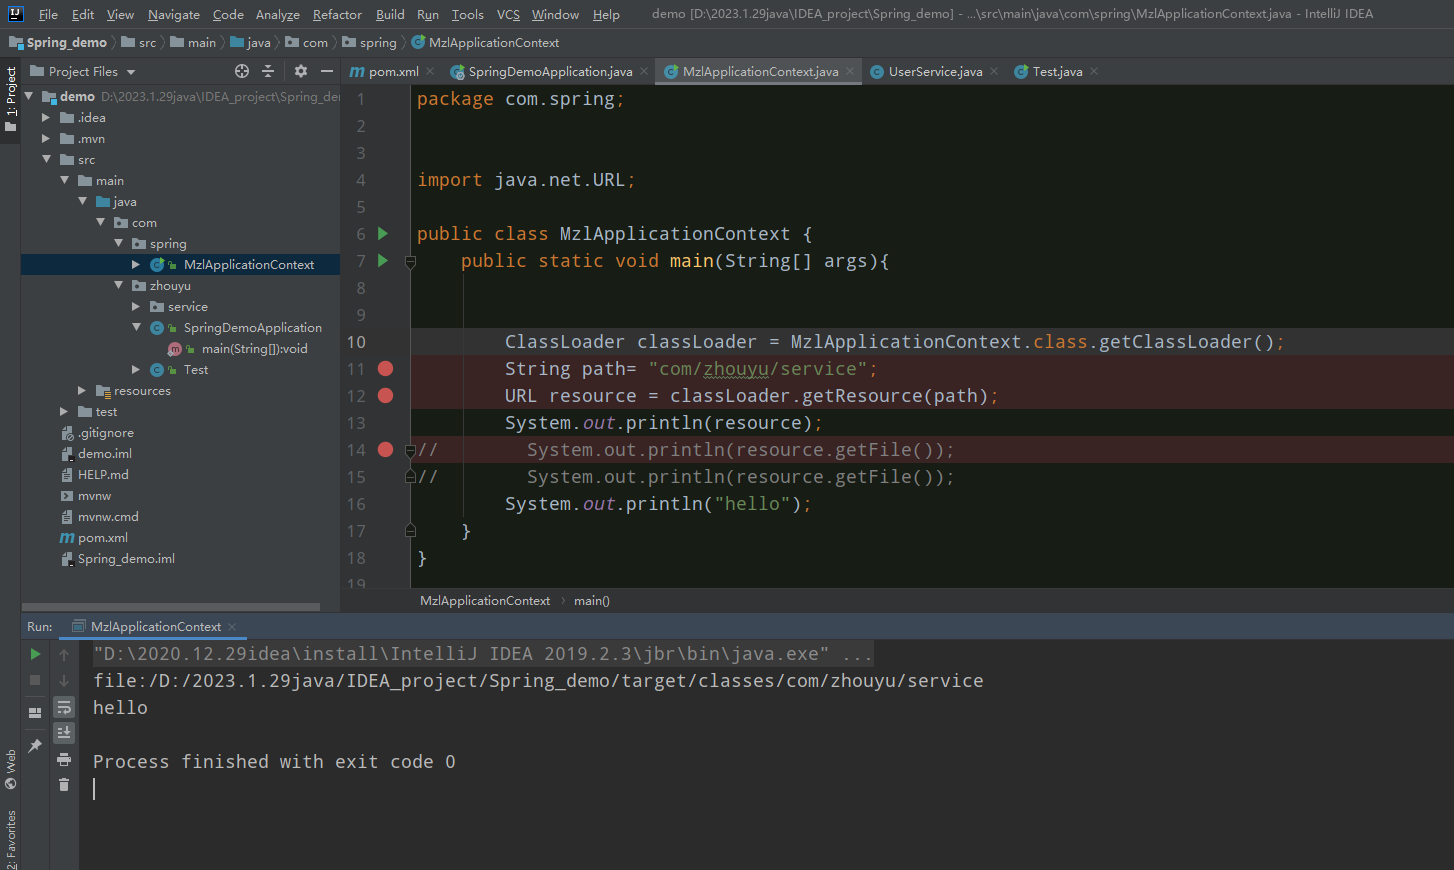 File Edit View Navigate Code Analyze Refactor Build Run Tools VCS Window Help demo [D:\2023.1.29java\IDEA_project\Spring_demo] - ...\src\main\java\com\spring\MzlApplicationContext.java - IntelliJ IDEA
Spring_demo src main java com spring MzlApplicationContext
1: Project
Project Files
pom.xml SpringDemoApplication.java MzlApplicationContext.java UserService.java Test.java
demo D:\2023.1.29java\IDEA_project\Spring_de
.idea
.mvn
src
main
java
com
spring
MzlApplicationContext
zhouyu
service
SpringDemoApplication
main(String[]):void
Test
resources
test
.gitignore
demo.iml
HELP.md
mvnw
mvnw.cmd
pom.xml
Spring_demo.iml
1 package com.spring;
2
3
4 import java.net.URL;
5
6 public class MzlApplicationContext {
7 public static void main(String[] args){
8
9
10 ClassLoader classLoader = MzlApplicationContext.class.getClassLoader();
11 String path= "com/zhouyu/service";
12 URL resource = classLoader.getResource(path);
13 System.out.println(resource);
14 // System.out.println(resource.getFile());
15 // System.out.println(resource.getFile());
16 System.out.println("hello");
17 }
18 }
19
MzlApplicationContext main()
Run: MzlApplicationContext
"D:\2020.12.29idea\install\IntelliJ IDEA 2019.2.3\jbr\bin\java.exe" ...
file:/D:/2023.1.29java/IDEA_project/Spring_demo/target/classes/com/zhouyu/service
hello
Process finished with exit code 0
Web
2: Favorites